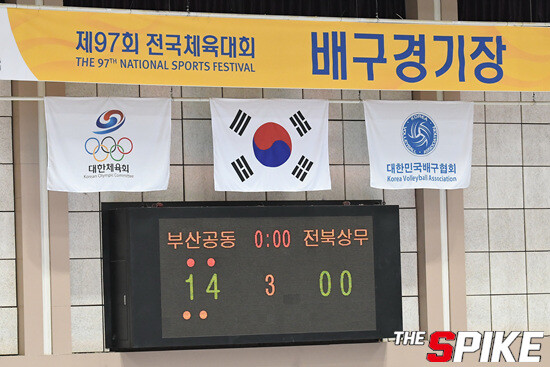 제97회 전국체육대회
THE 97TH NATIONAL SPORTS FESTIVAL
배구경기장
대한체육회
Korean Olympic Committee
대한민국배구협회
Korea Volleyball Association
부산공동 0:00 전북상무
14 3 00
THE SPIKE